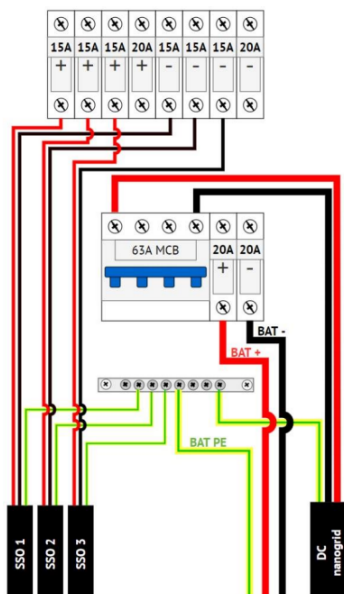 15A 15A 15A 20A 15A 15A 15A 20A
+ + + + - - - -
63A MCB
20A 20A
+ -
BAT -
BAT +
BAT PE
SSO 1
SSO 2
SSO 3
DC
nanogrid